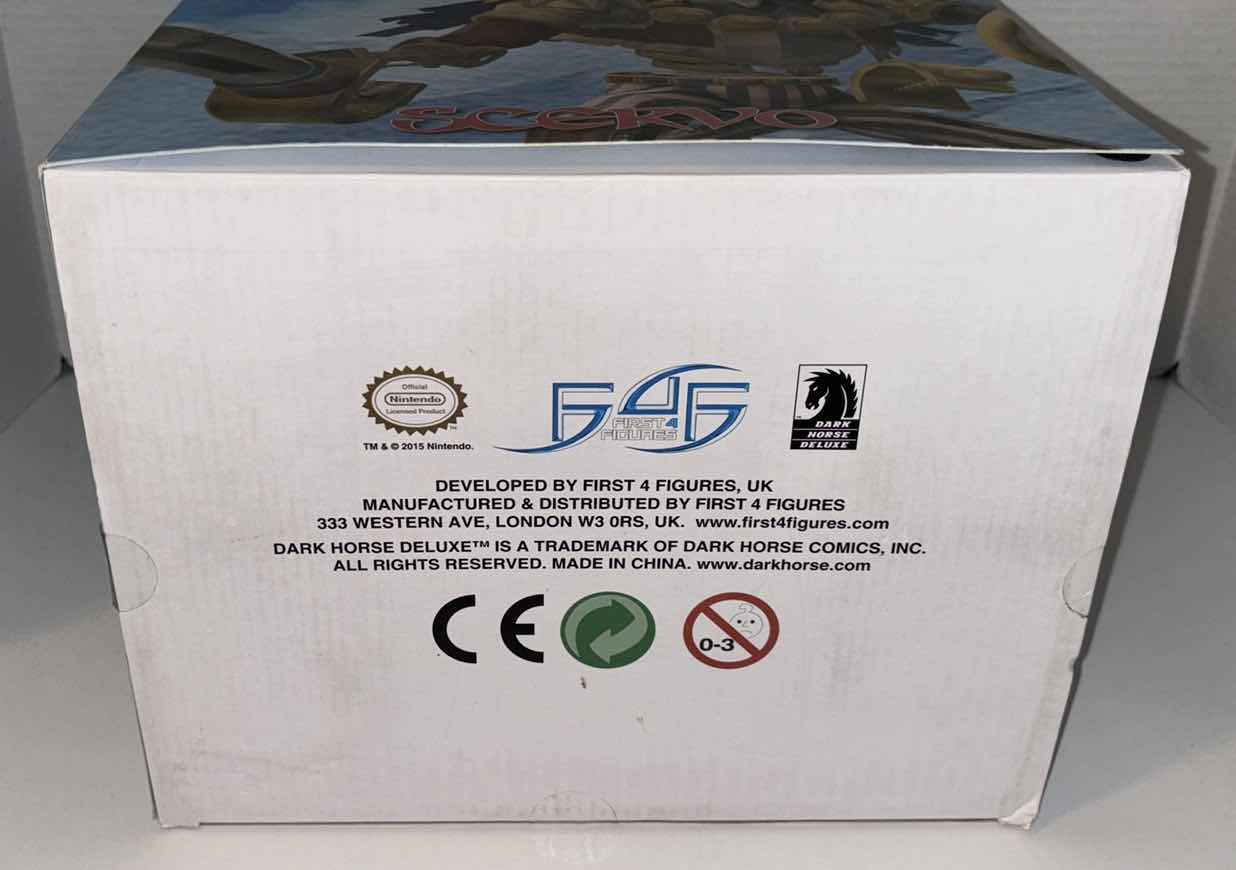 SCERVO
Official
Nintendo
Licensed Product
TM
TM & © 2015 Nintendo.
F4F
FIRST 4
FIGURES
TM
DARK
HORSE
DELUXE
DEVELOPED BY FIRST 4 FIGURES, UK
MANUFACTURED & DISTRIBUTED BY FIRST 4 FIGURES
333 WESTERN AVE, LONDON W3 0RS, UK. www.first4figures.com
DARK HORSE DELUXE™ IS A TRADEMARK OF DARK HORSE COMICS, INC.
ALL RIGHTS RESERVED. MADE IN CHINA. www.darkhorse.com
CE
0-3